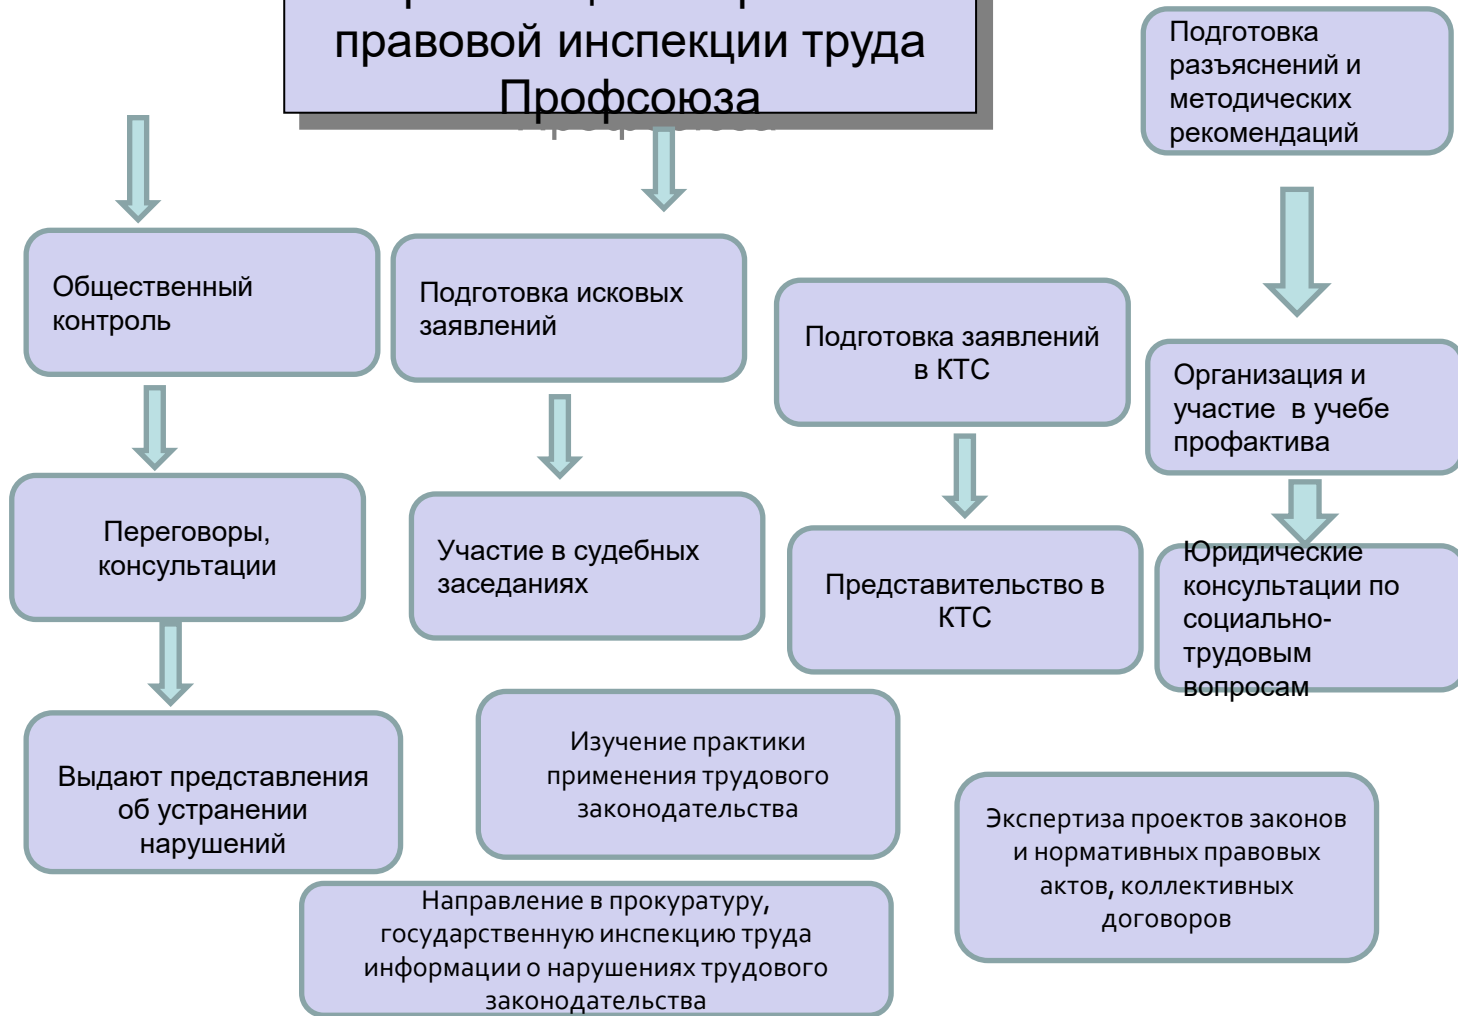 правовой инспекции труда
Профсоюза
Подготовка
разъяснений и
методических
рекомендаций
Общественный
контроль
Подготовка исковых
заявлений
Подготовка заявлений
в КТС
Организация и
участие  в учебе
профактива
Переговоры,
консультации
Участие в судебных
заседаниях
Представительство в
КТС
Юридические
консультации по
социально-
трудовым
вопросам
Выдают представления
об устранении
нарушений
Изучение практики
применения трудового
законодательства
Экспертиза проектов законов
и нормативных правовых
актов, коллективных
договоров
Направление в прокуратуру,
государственную инспекцию труда
информации о нарушениях трудового
законодательства